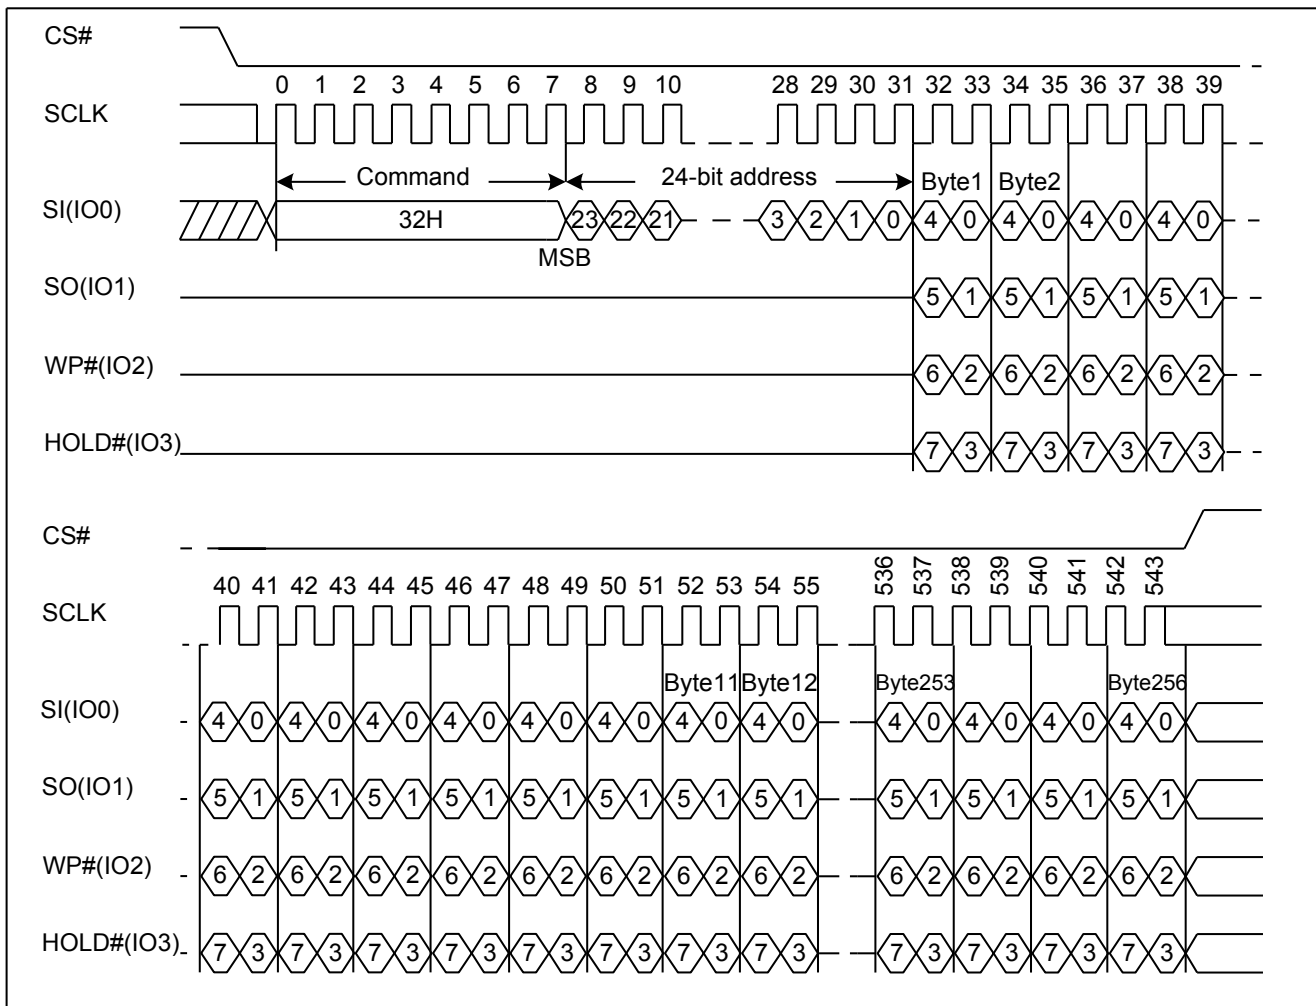 CS#
0 1 2 3 4 5 6 7 8 9 10 28 29 30 31 32 33 34 35 36 37 38 39
SCLK
Command 24-bit address Byte1 Byte2
SI(IO0) 32H 23 22 21 3 2 1 0 4 0 4 0 4 0 4 0
MSB
SO(IO1) 5 1 5 1 5 1 5 1
WP#(IO2) 6 2 6 2 6 2 6 2
HOLD#(IO3) 7 3 7 3 7 3 7 3
CS#
40 41 42 43 44 45 46 47 48 49 50 51 52 53 54 55 536 537 538 539 540 541 542 543
SCLK
Byte11 Byte12 Byte253 Byte256
SI(IO0) 4 0 4 0 4 0 4 0 4 0 4 0 4 0 4 0 4 0 4 0 4 0 4 0
SO(IO1) 5 1 5 1 5 1 5 1 5 1 5 1 5 1 5 1 5 1 5 1 5 1 5 1
WP#(IO2) 6 2 6 2 6 2 6 2 6 2 6 2 6 2 6 2 6 2 6 2 6 2 6 2
HOLD#(IO3) 7 3 7 3 7 3 7 3 7 3 7 3 7 3 7 3 7 3 7 3 7 3 7 3